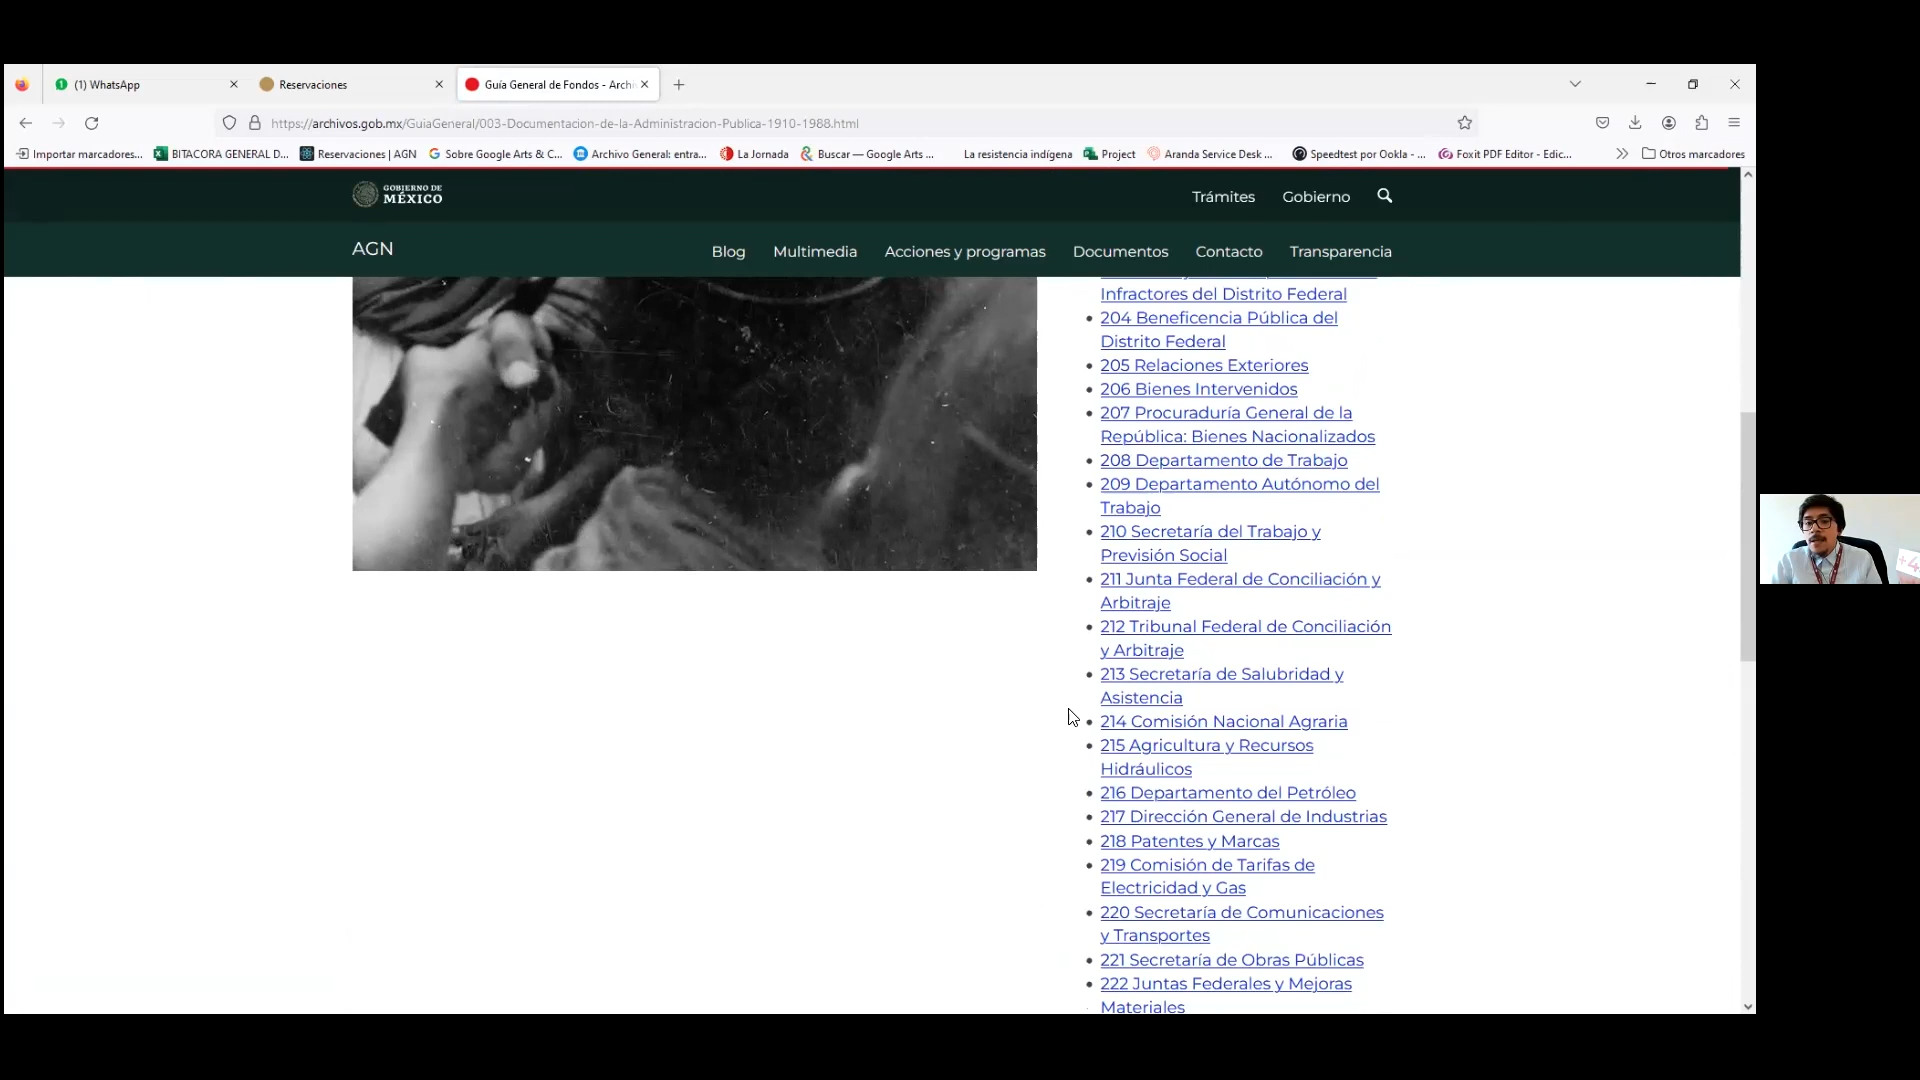 (1) WhatsApp
Reservaciones
Guía General de Fondos - Archi
https://archivos.gob.mx/GuiaGeneral/003-Documentacion-de-la-Administracion-Publica-1910-1988.html
Importar marcadores... BITACORA GENERAL D... Reservaciones | AGN Sobre Google Arts & C... Archivo General: entra... La Jornada Buscar — Google Arts ... La resistencia indígena Project Aranda Service Desk ... Speedtest por Ookla - ... Foxit PDF Editor - Edic... Otros marcadores
GOBIERNO DE
MÉXICO
Trámites Gobierno
AGN
Blog Multimedia Acciones y programas Documentos Contacto Transparencia
Infractores del Distrito Federal
204 Beneficencia Pública del
Distrito Federal
205 Relaciones Exteriores
206 Bienes Intervenidos
207 Procuraduría General de la
República: Bienes Nacionalizados
208 Departamento de Trabajo
209 Departamento Autónomo del
Trabajo
210 Secretaría del Trabajo y
Previsión Social
211 Junta Federal de Conciliación y
Arbitraje
212 Tribunal Federal de Conciliación
y Arbitraje
213 Secretaría de Salubridad y
Asistencia
214 Comisión Nacional Agraria
215 Agricultura y Recursos
Hidráulicos
216 Departamento del Petróleo
217 Dirección General de Industrias
218 Patentes y Marcas
219 Comisión de Tarifas de
Electricidad y Gas
220 Secretaría de Comunicaciones
y Transportes
221 Secretaría de Obras Públicas
222 Juntas Federales y Mejoras
Materiales